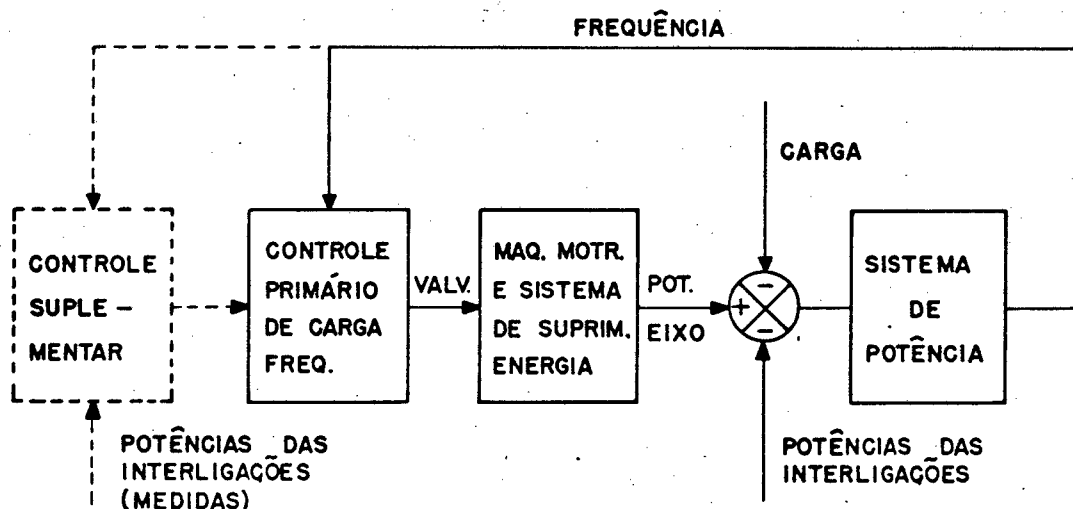 FREQUÊNCIA
CARGA
CONTROLE
SUPLE -
MENTAR
CONTROLE
PRIMÁRIO
DE CARGA
FREQ.
VALV.
MAQ. MOTR.
E SISTEMA
DE SUPRIM.
ENERGIA
POT.
EIXO
+
-
-
SISTEMA
DE
POTÊNCIA
POTÊNCIAS DAS
INTERLIGAÇÕES
(MEDIDAS)
POTÊNCIAS DAS
INTERLIGAÇÕES